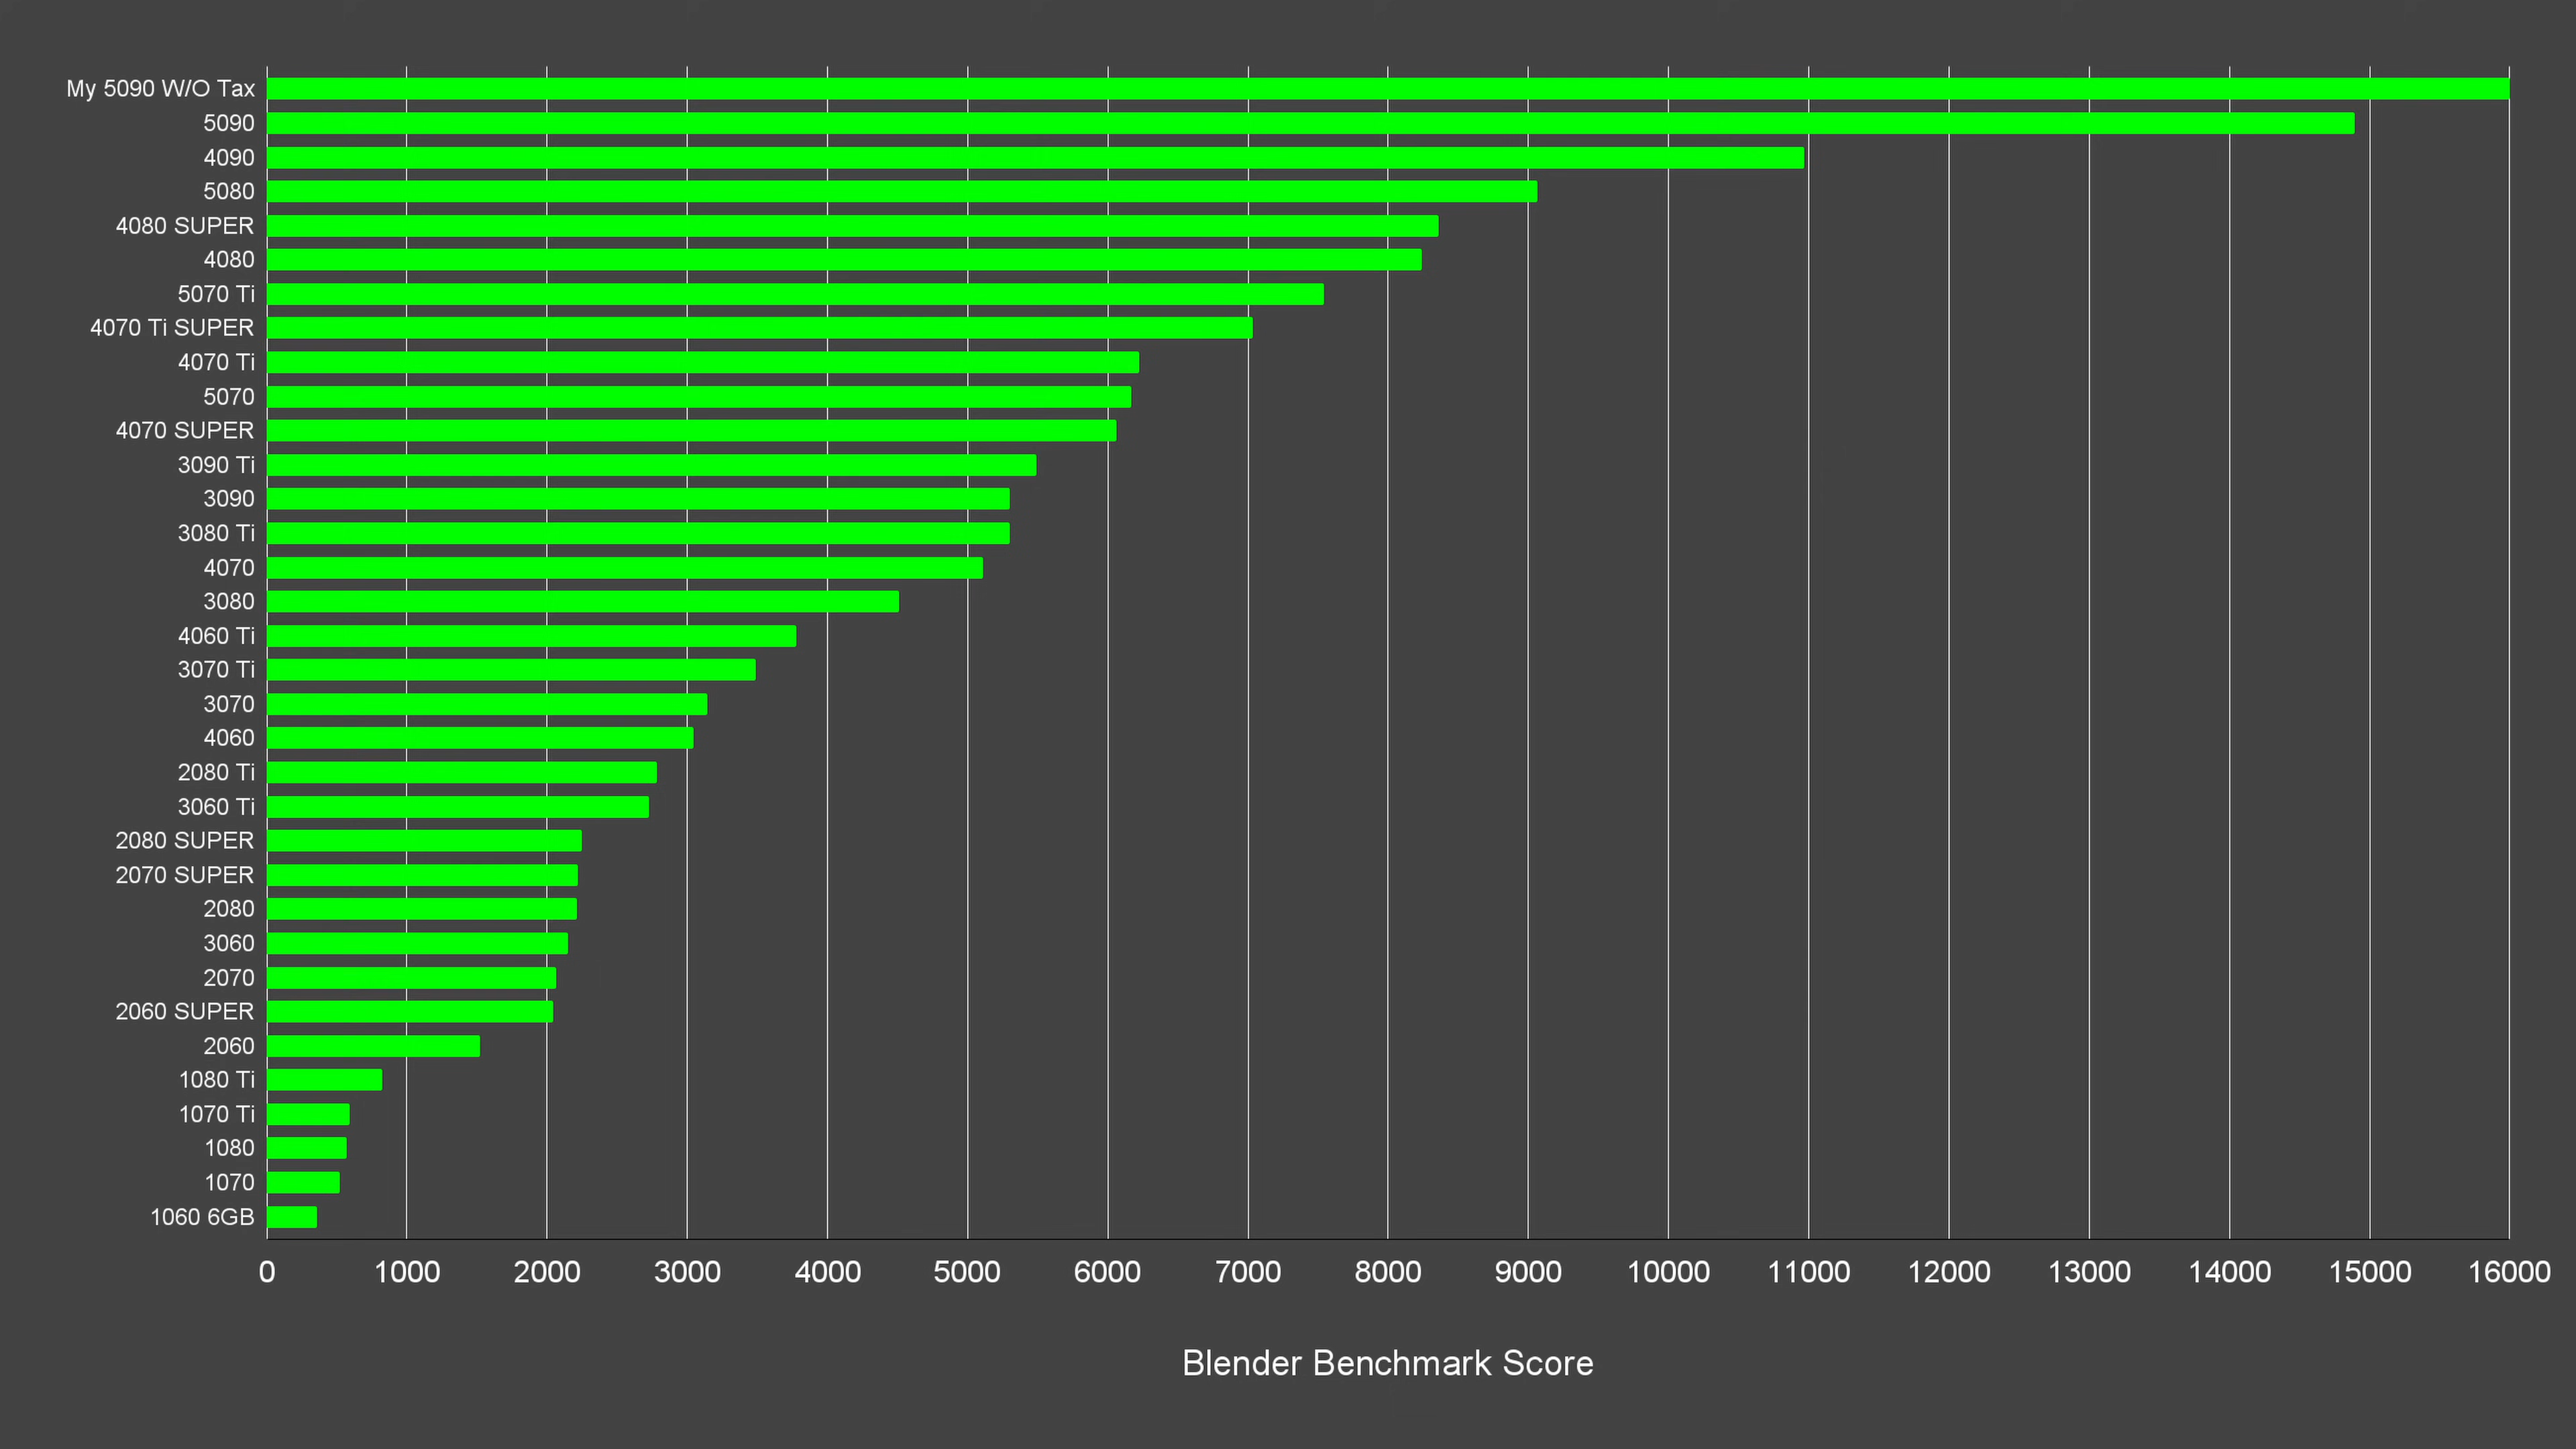 My 5090 W/O Tax
5090
4090
5080
4080 SUPER
4080
5070 Ti
4070 Ti SUPER
4070 Ti
5070
4070 SUPER
3090 Ti
3090
3080 Ti
4070
3080
4060 Ti
3070 Ti
3070
4060
2080 Ti
3060 Ti
2080 SUPER
2070 SUPER
2080
3060
2070
2060 SUPER
2060
1080 Ti
1070 Ti
1080
1070
1060 6GB
0 1000 2000 3000 4000 5000 6000 7000 8000 9000 10000 11000 12000 13000 14000 15000 16000
Blender Benchmark Score